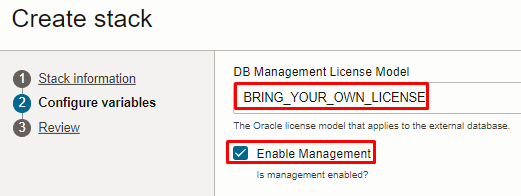 Create stack
1 Stack information
2 Configure variables
3 Review
DB Management License Model
BRING_YOUR_OWN_LICENSE
The Oracle license model that applies to the external database.
Enable Management
Is management enabled?